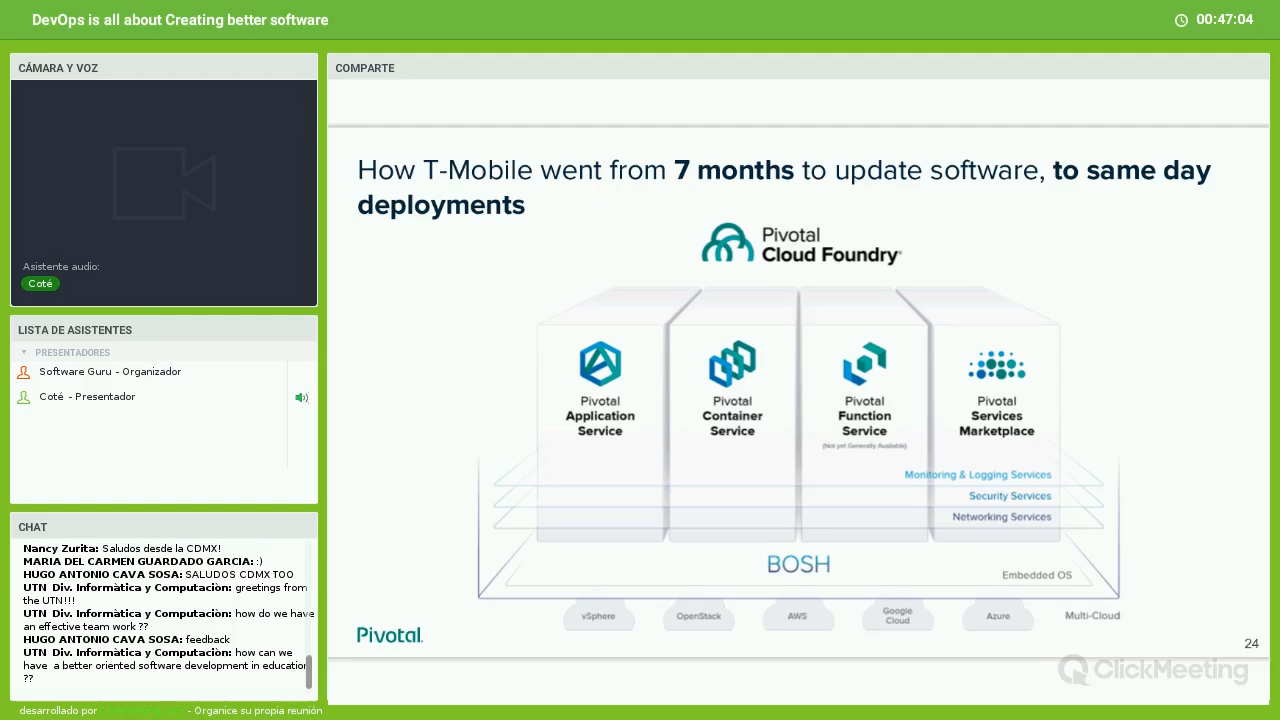 DevOps is all about Creating better software
00:47:04
CÁMARA Y VOZ
Asistente audio:
Coté
LISTA DE ASISTENTES
PRESENTADORES
Software Guru - Organizador
Coté - Presentador
CHAT
Nancy Zurita: Saludos desde la CDMX!
MARIA DEL CARMEN GUARDADO GARCIA: :)
HUGO ANTONIO CAVA SOSA: SALUDOS CDMX TOO
UTN Div. Informàtica y Computaciòn: greetings from
the UTN!!!
UTN Div. Informàtica y Computaciòn: how do we have
an effective team work ??
HUGO ANTONIO CAVA SOSA: feedback
UTN Div. Informàtica y Computaciòn: how can we
have a better oriented software development in education
??
desarrollado por - Organice su propia reunión
COMPARTE
How T-Mobile went from 7 months to update software, to same day
deployments
Pivotal
Cloud Foundry
Pivotal
Application
Service
Pivotal
Container
Service
Pivotal
Function
Service
(Not yet Generally Available)
Pivotal
Services
Marketplace
Monitoring & Logging Services
Security Services
Networking Services
BOSH
Embedded OS
vSphere
OpenStack
AWS
Google
Cloud
Azure
Multi-Cloud
Pivotal.
24
ClickMeeting